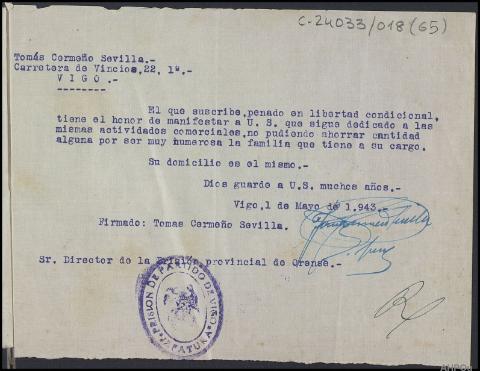 C-24033/018(65)
Tomás Cermeño Sevilla.-
Carretera de Vincios,22, 1º.-
V I G O .-
--------
El que suscribe,penado en libertad condicional,
tiene el honor de manifestar a U. S. que sigue dedicado a las
mismas actividades comerciales,no pudiendo ahorrar cantidad
alguna por ser muy numerosa la familia que tiene a su cargo.
Su domicilio es el mismo.-
Dios guarde a U.S. muchos años.-
Vigo,1 de Mayo de 1.943.-
Firmado: Tomas Cermeño Sevilla.
Sr. Director de la Prisión provincial de Orense.-
PRISION DE PARTIDO DE VIGO
JEFATURA